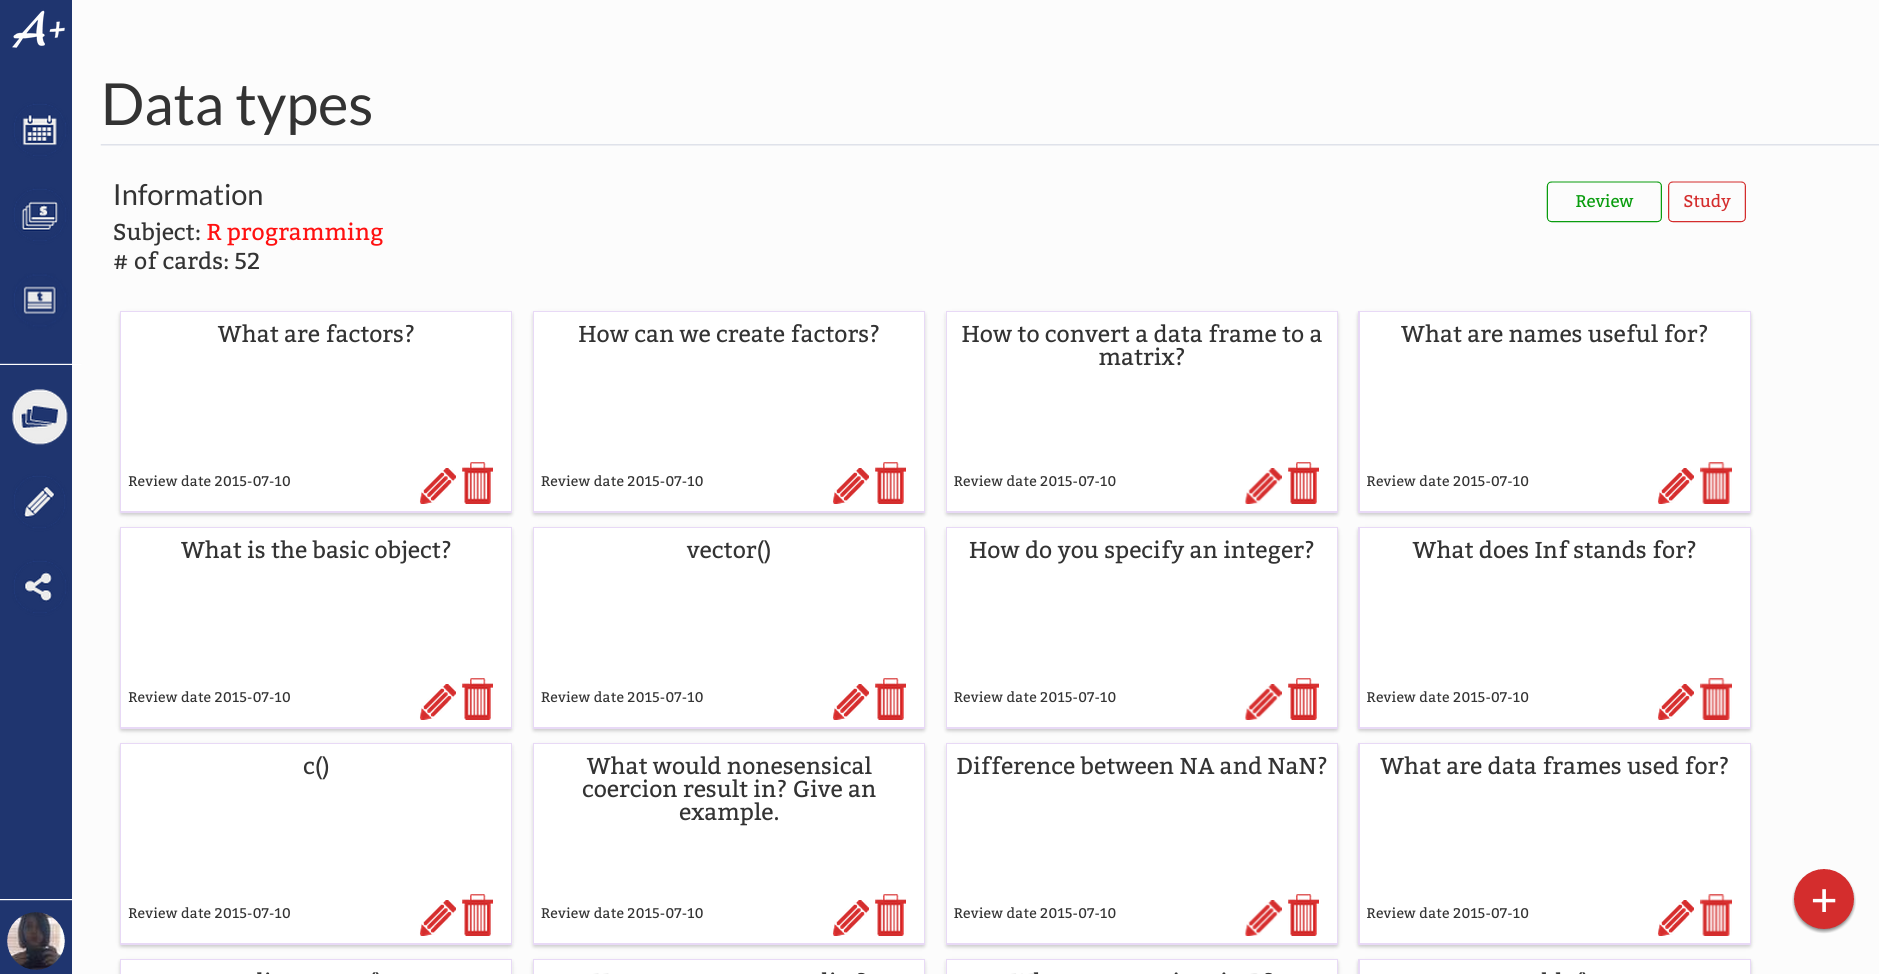 A+
Data types
Information
Review
Study
Subject: R programming
# of cards: 52
What are factors?
How can we create factors?
How to convert a data frame to a
matrix?
What are names useful for?
Review date 2015-07-10
Review date 2015-07-10
Review date 2015-07-10
Review date 2015-07-10
What is the basic object?
vector()
How do you specify an integer?
What does Inf stands for?
Review date 2015-07-10
Review date 2015-07-10
Review date 2015-07-10
Review date 2015-07-10
c()
What would nonesensical
coercion result in? Give an
example.
Difference between NA and NaN?
What are data frames used for?
Review date 2015-07-10
Review date 2015-07-10
Review date 2015-07-10
Review date 2015-07-10